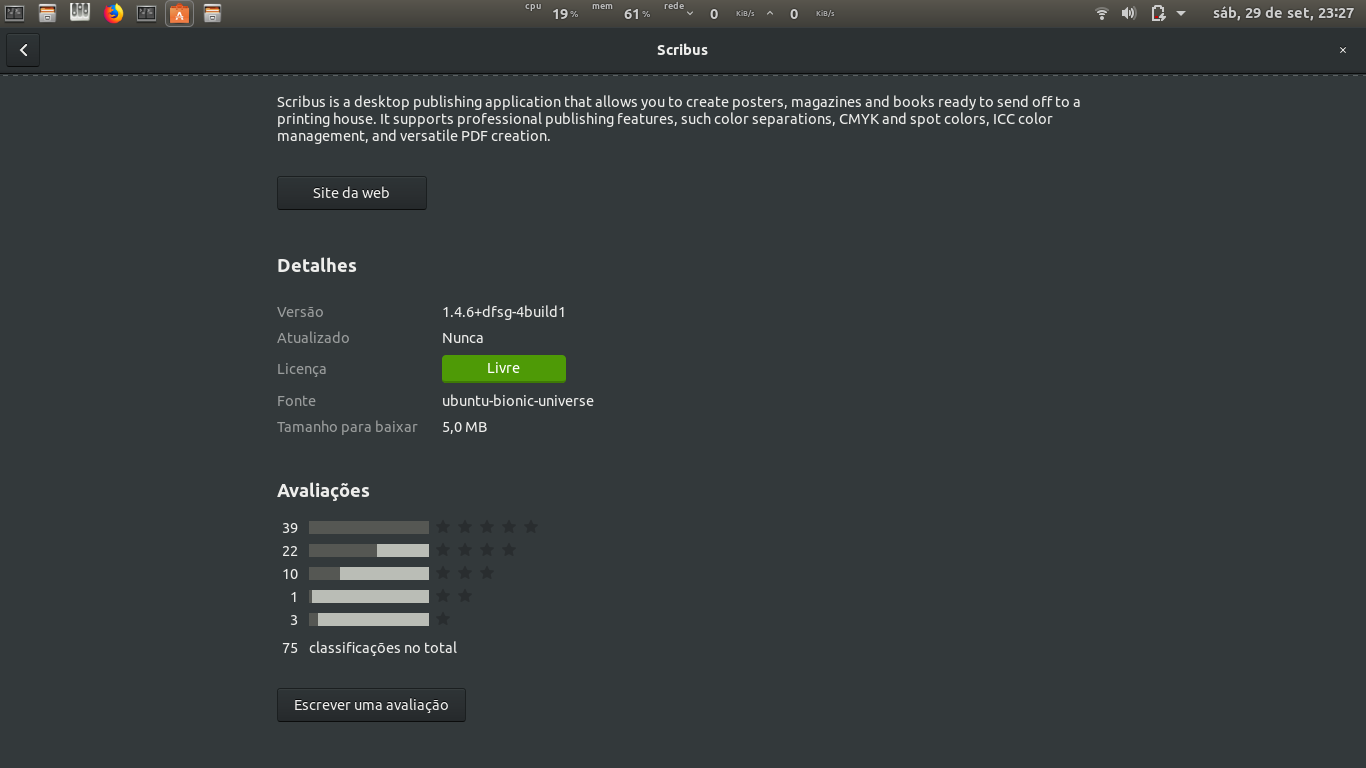 cpu 19% mem 61% rede 0 KiB/s 0 KiB/s sáb, 29 de set, 23:27
Scribus
Scribus is a desktop publishing application that allows you to create posters, magazines and books ready to send off to a
printing house. It supports professional publishing features, such color separations, CMYK and spot colors, ICC color
management, and versatile PDF creation.
Site da web
Detalhes
Versão 1.4.6+dfsg-4build1
Atualizado Nunca
Licença Livre
Fonte ubuntu-bionic-universe
Tamanho para baixar 5,0 MB
Avaliações
39
22
10
1
3
75 classificações no total
Escrever uma avaliação